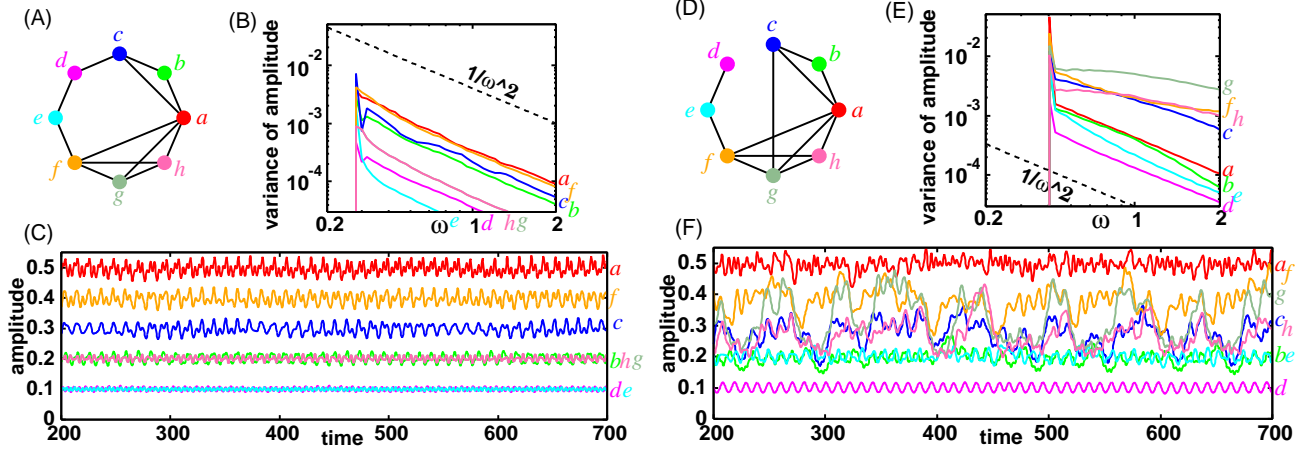 (A)
c
d
b
e
a
f
h
g
(B)
variance of amplitude
10^-2
10^-3
10^-4
1/ω^2
a
f
c
b
0.2
ω
e
d
h
g
1
2
(C)
amplitude
0.5
0.4
0.3
0.2
0.1
0
a
f
c
b
h
g
d
e
200
300
400
500
600
700
time
(D)
c
d
b
e
a
f
h
g
(E)
variance of amplitude
10^-2
10^-3
10^-4
1/ω^2
g
f
h
c
a
b
e
d
0.2
ω
1
2
(F)
amplitude
0.5
0.4
0.3
0.2
0.1
0
a
f
g
c
h
b
e
d
200
300
400
500
600
700
time